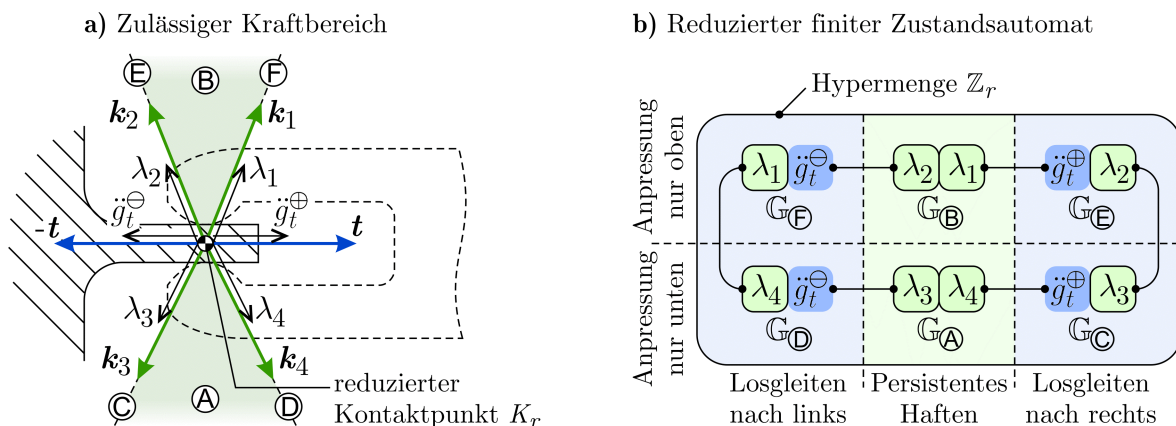 a) Zulässiger Kraftbereich
E
B
F
k₂
k₁
λ₂
λ₁
g̈ₜ⊖
g̈ₜ⊕
-t
t
λ₃
λ₄
k₃
k₄
C
A
D
reduzierter
Kontaktpunkt Kᵣ
b) Reduzierter finiter Zustandsautomat
Hypermenge ℤᵣ
Anpressung
nur oben
λ₁ g̈ₜ⊖
λ₂ λ₁
g̈ₜ⊕ λ₂
𝔾Ⓕ
𝔾Ⓑ
𝔾Ⓔ
Anpressung
nur unten
λ₄ g̈ₜ⊖
λ₃ λ₄
g̈ₜ⊕ λ₃
𝔾Ⓓ
𝔾Ⓐ
𝔾Ⓒ
Losgleiten
nach links
Persistentes
Haften
Losgleiten
nach rechts